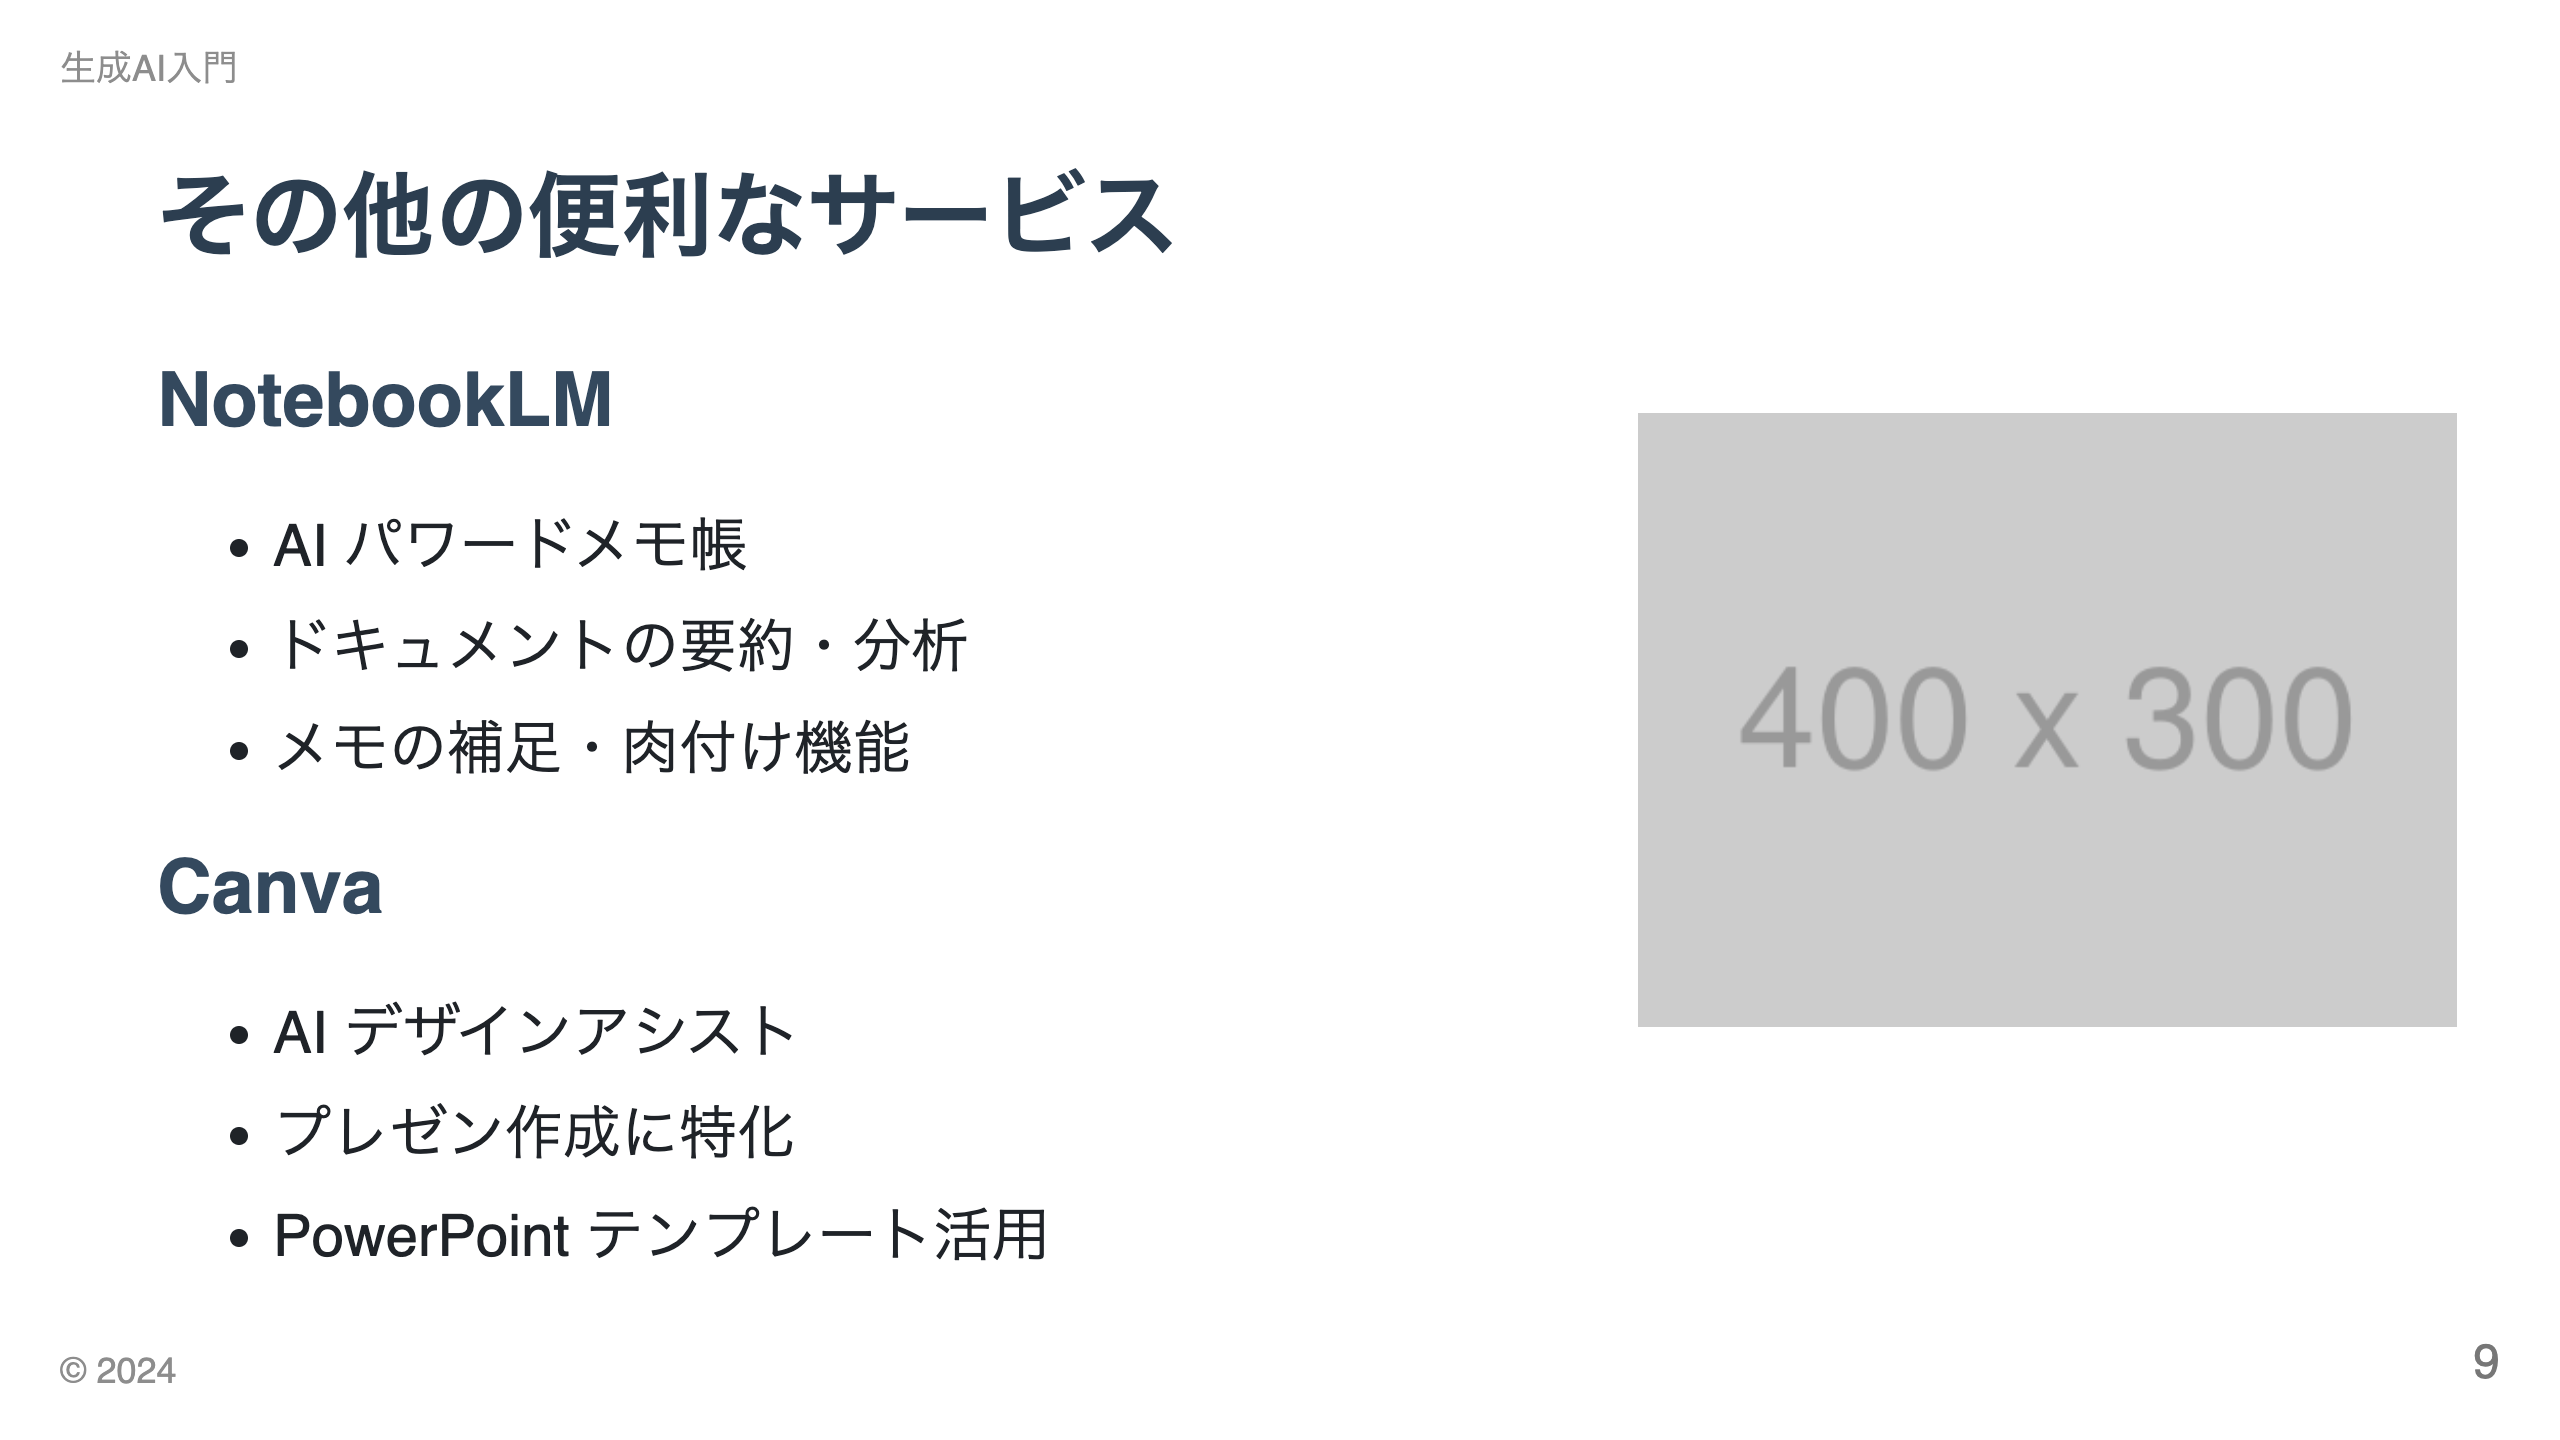 生成AI入門
その他の便利なサービス
NotebookLM
• AI パワードメモ帳
• ドキュメントの要約・分析
• メモの補足・肉付け機能
Canva
• AI デザインアシスト
• プレゼン作成に特化
• PowerPoint テンプレート活用
400 x 300
© 2024
9